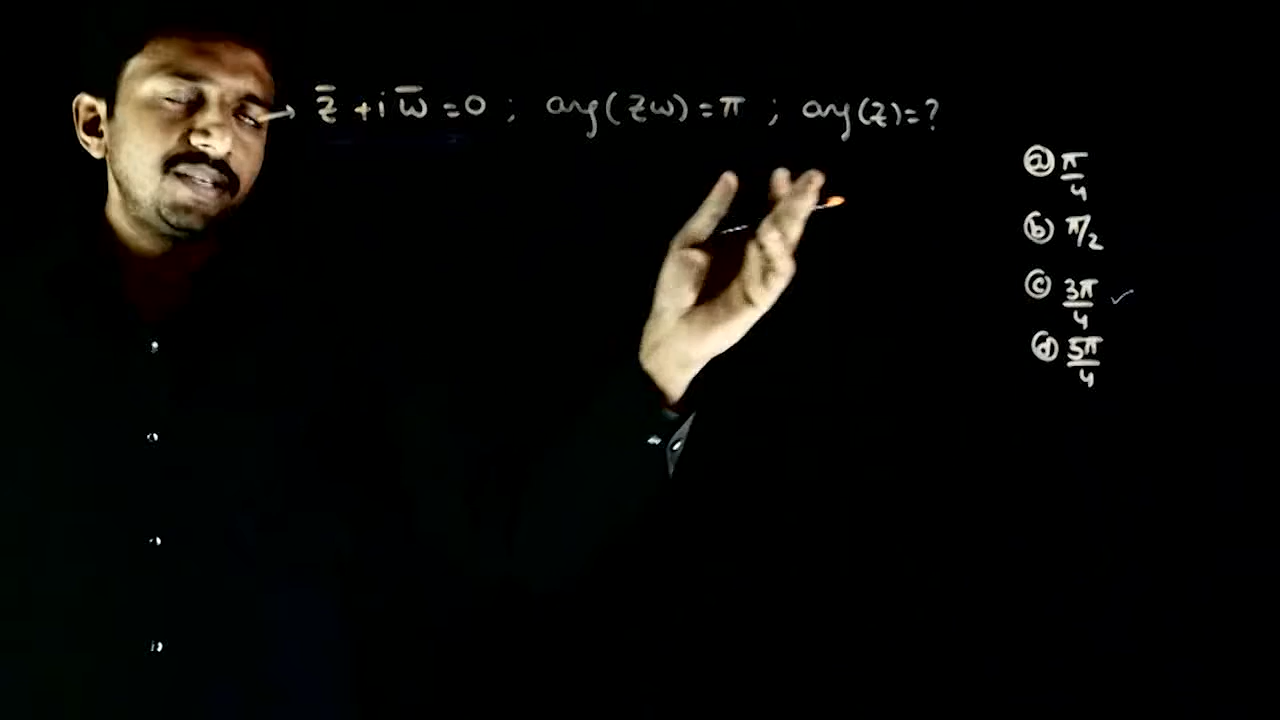 → z̄ + i w̄ = 0 ; arg(zw) = π ; arg(z) = ?
ⓐ π/4
ⓑ π/2
ⓒ 3π/4 ✓
ⓓ 5π/4